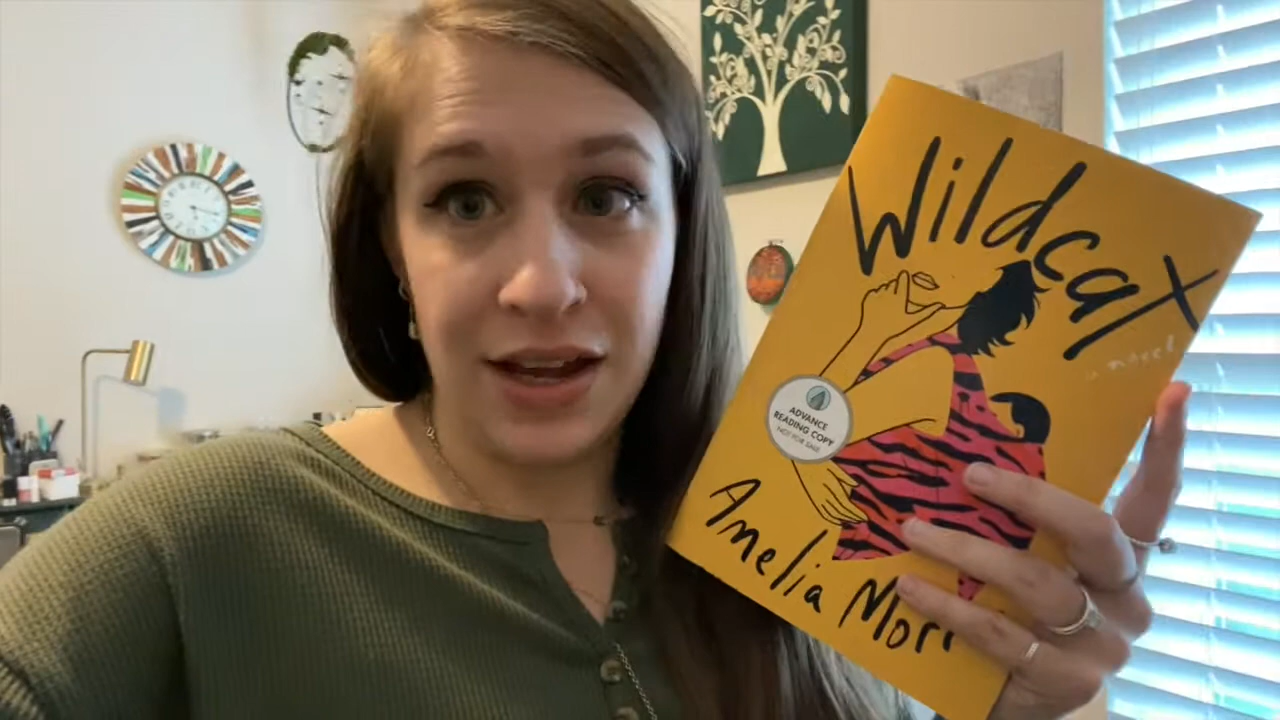 Wildcat
a novel
ADVANCE
READING COPY
NOT FOR SALE
Amelia Mor